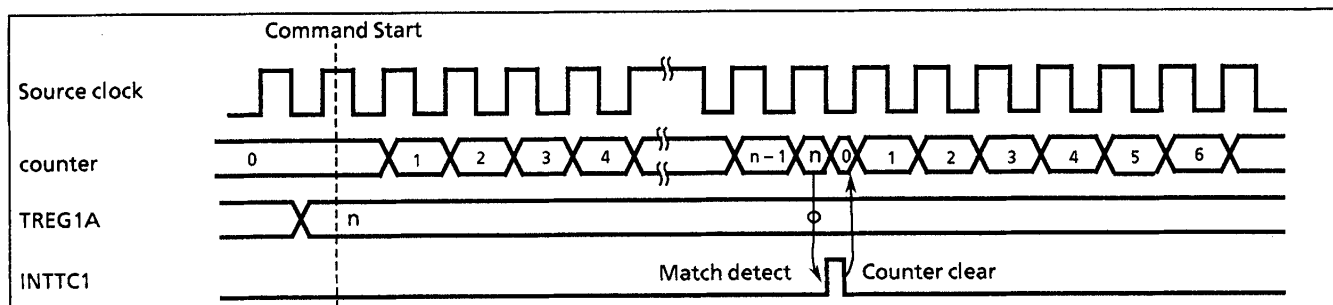 Command Start
Source clock
counter 0 1 2 3 4 n – 1 n 0 1 2 3 4 5 6
TREG1A n
INTTC1 Match detect Counter clear